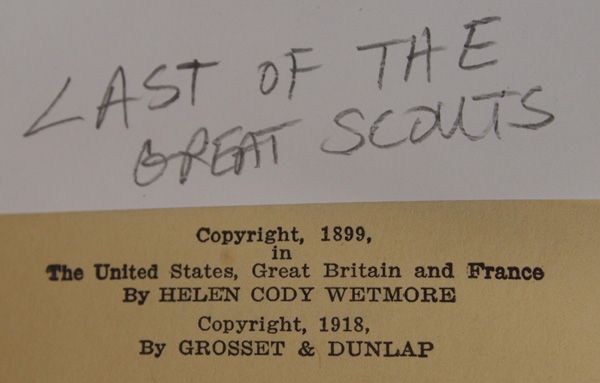 LAST OF THE
GREAT SCOUTS
Copyright, 1899,
in
The United States, Great Britain and France
By HELEN CODY WETMORE
Copyright, 1918,
By GROSSET & DUNLAP